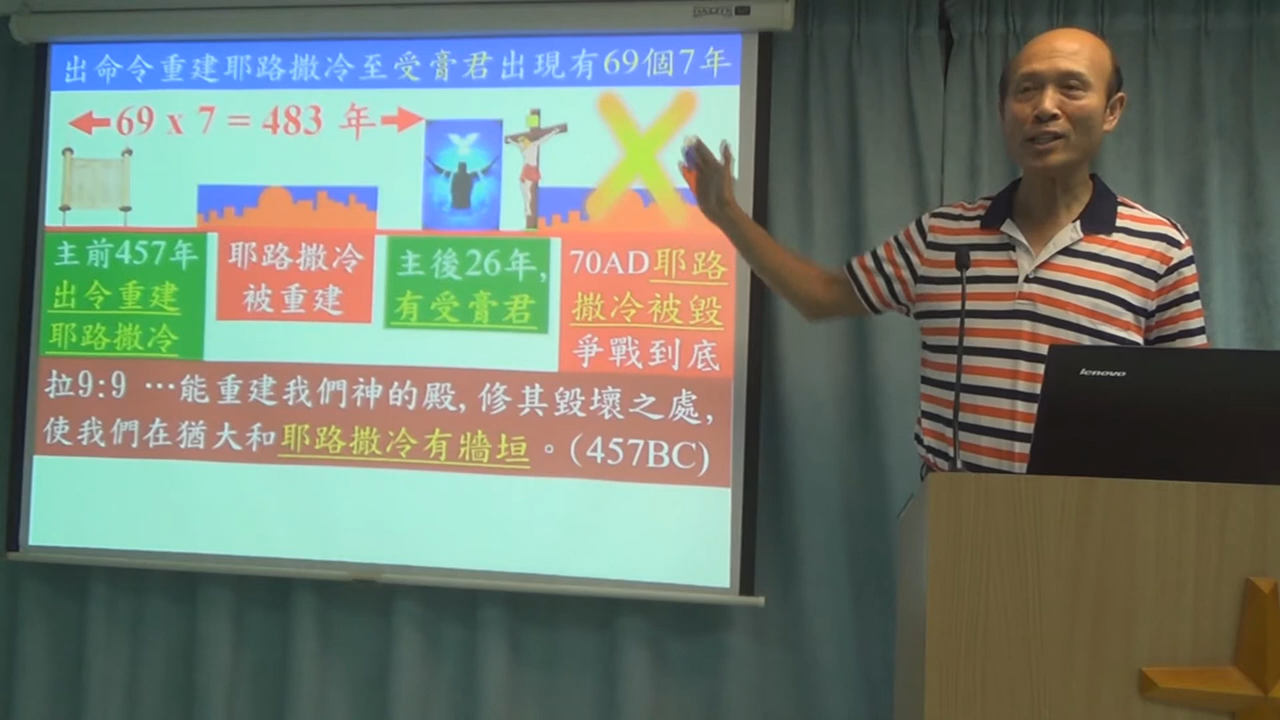 出命令重建耶路撒冷至受膏君出現有69個7年
69 x 7 = 483 年
主前457年
出令重建
耶路撒冷
耶路撒冷
被重建
主後26年,
有受膏君
70AD耶路
撒冷被毀
爭戰到底
拉9:9 …能重建我們神的殿, 修其毀壞之處,
使我們在猶大和耶路撒冷有牆垣。(457BC)
lenovo